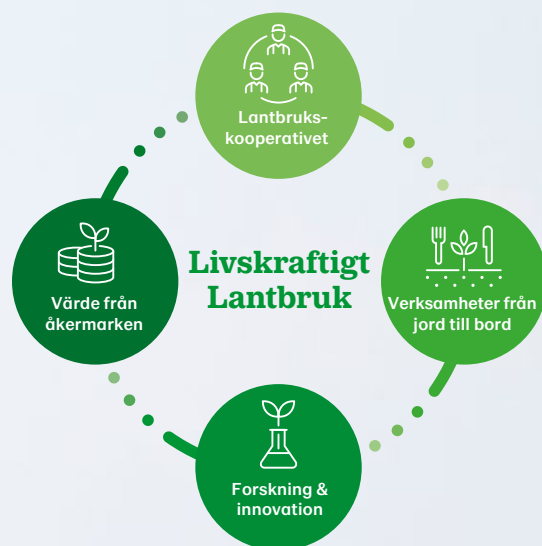 Lantbruks-
kooperativet
Livskraftigt
Lantbruk
Värde från
åkermarken
Verksamheter från
jord till bord
Forskning &
innovation